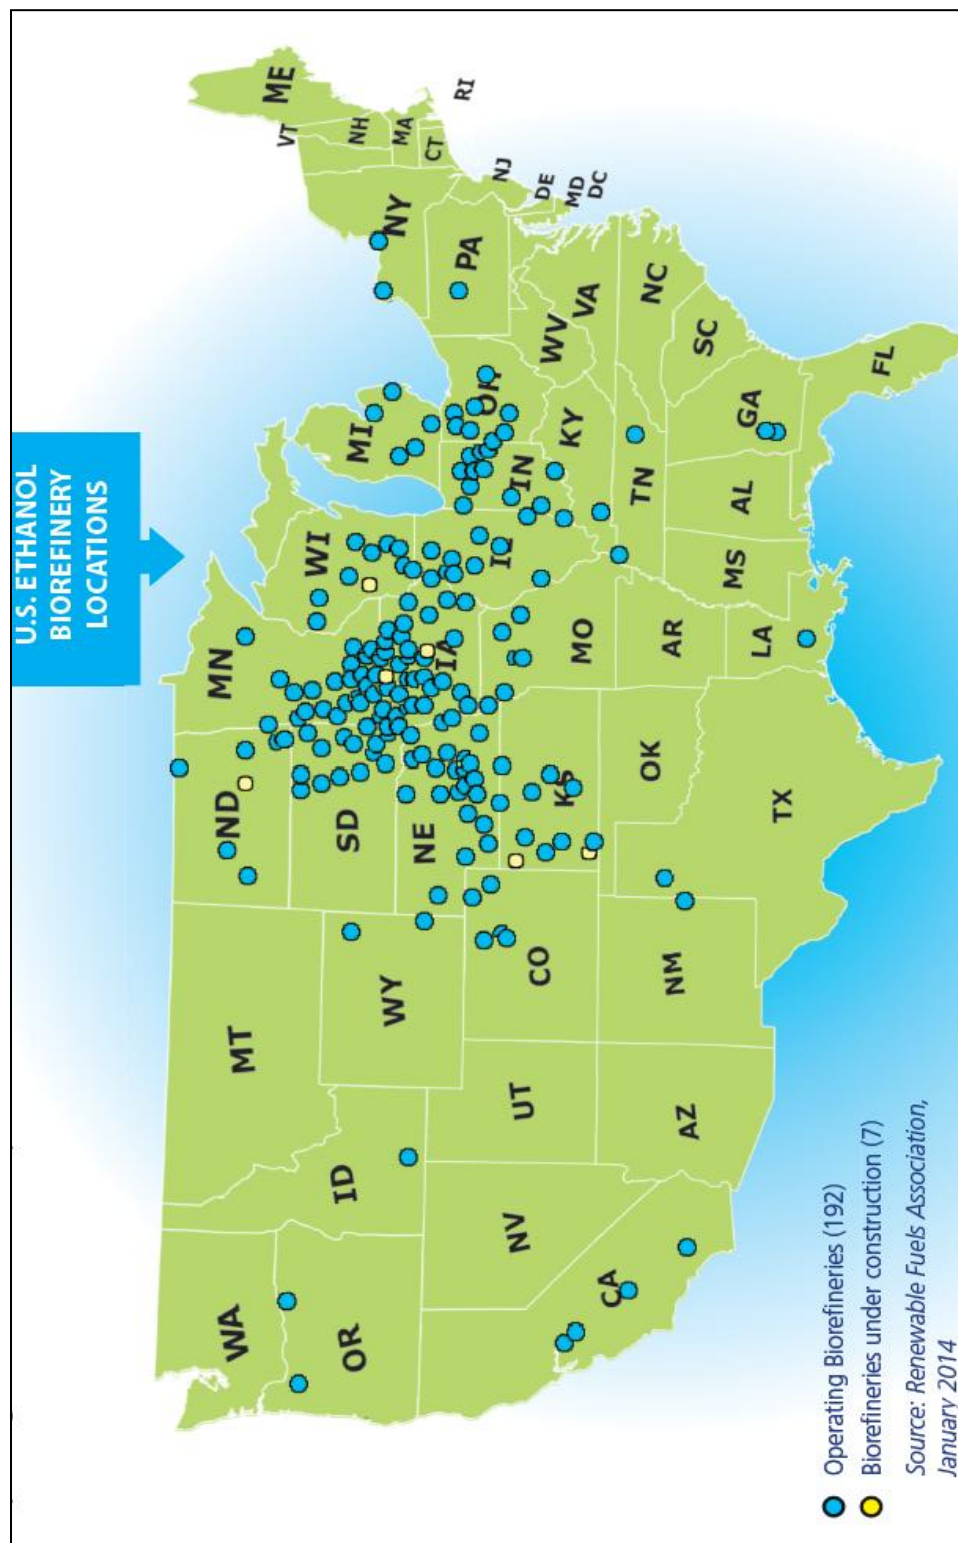 U.S. ETHANOL
BIOREFINERY
LOCATIONS
WA
OR
CA
NV
ID
MT
WY
UT
AZ
CO
NM
ND
SD
NE
KS
OK
TX
MN
IA
MO
AR
LA
WI
IL
MS
MI
IN
KY
TN
AL
OH
GA
FL
WV
VA
NC
SC
PA
NY
VT
NH
ME
MA
CT
RI
NJ
DE
MD
DC
Operating Biorefineries (192)
Biorefineries under construction (7)
Source: Renewable Fuels Association,
January 2014